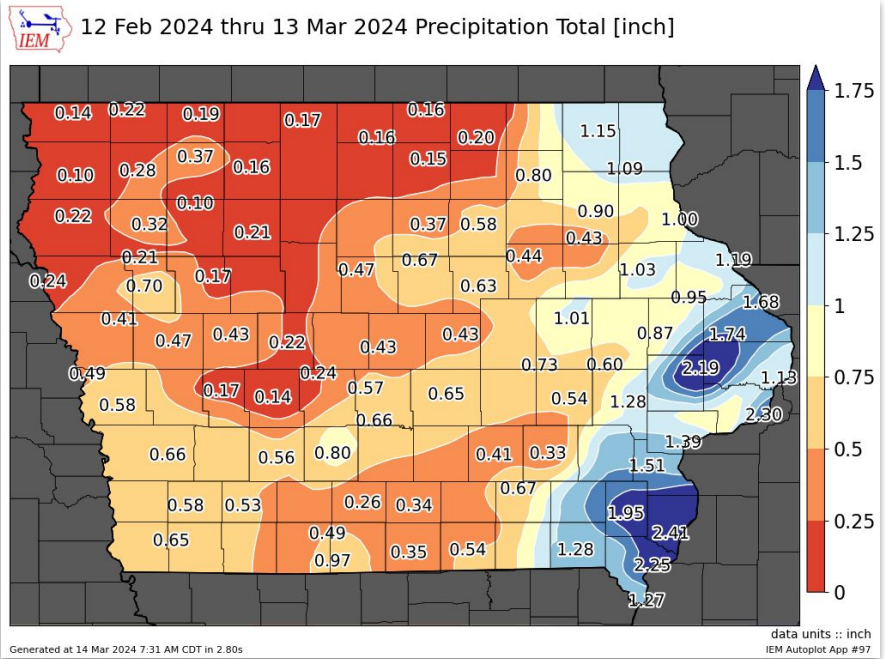 IEM
12 Feb 2024 thru 13 Mar 2024 Precipitation Total [inch]
0.14 0.22 0.19 0.17 0.16
0.16 0.20 1.15
0.10 0.28 0.37 0.16 0.15 0.80 1.09
0.22 0.32 0.10 0.21 0.37 0.58 0.90 1.00
0.43
0.24 0.21 0.17 0.47 0.67 0.44 1.03 1.19
0.70 0.63 0.95 1.68
0.41 0.47 0.43 0.22 0.43 0.43 1.01 0.87 1.74
0.49 0.24 0.73 0.60 2.19 1.13
0.58 0.17 0.14 0.57 0.65 0.54 1.28 2.30
0.66
0.66 0.56 0.80 0.41 0.33 1.39
1.51
0.58 0.53 0.26 0.34 0.67 1.95
0.65 0.49 2.41
0.97 0.35 0.54 1.28 2.25
1.27
1.75
1.5
1.25
1
0.75
0.5
0.25
0
data units :: inch
Generated at 14 Mar 2024 7:31 AM CDT in 2.80s
IEM Autoplot App #97